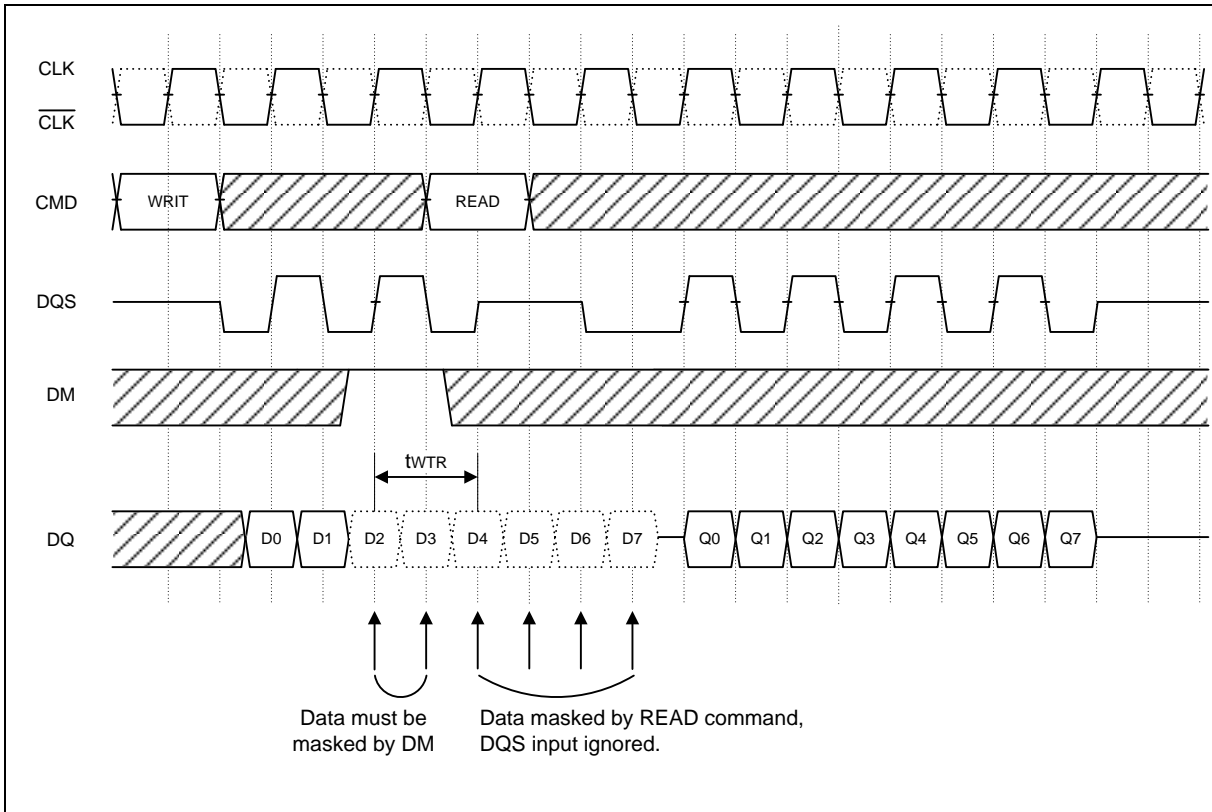 CLK
CLK
CMD WRIT READ
DQS
DM
tWTR
DQ D0 D1 D2 D3 D4 D5 D6 D7 Q0 Q1 Q2 Q3 Q4 Q5 Q6 Q7
Data must be
masked by DM
Data masked by READ command,
DQS input ignored.